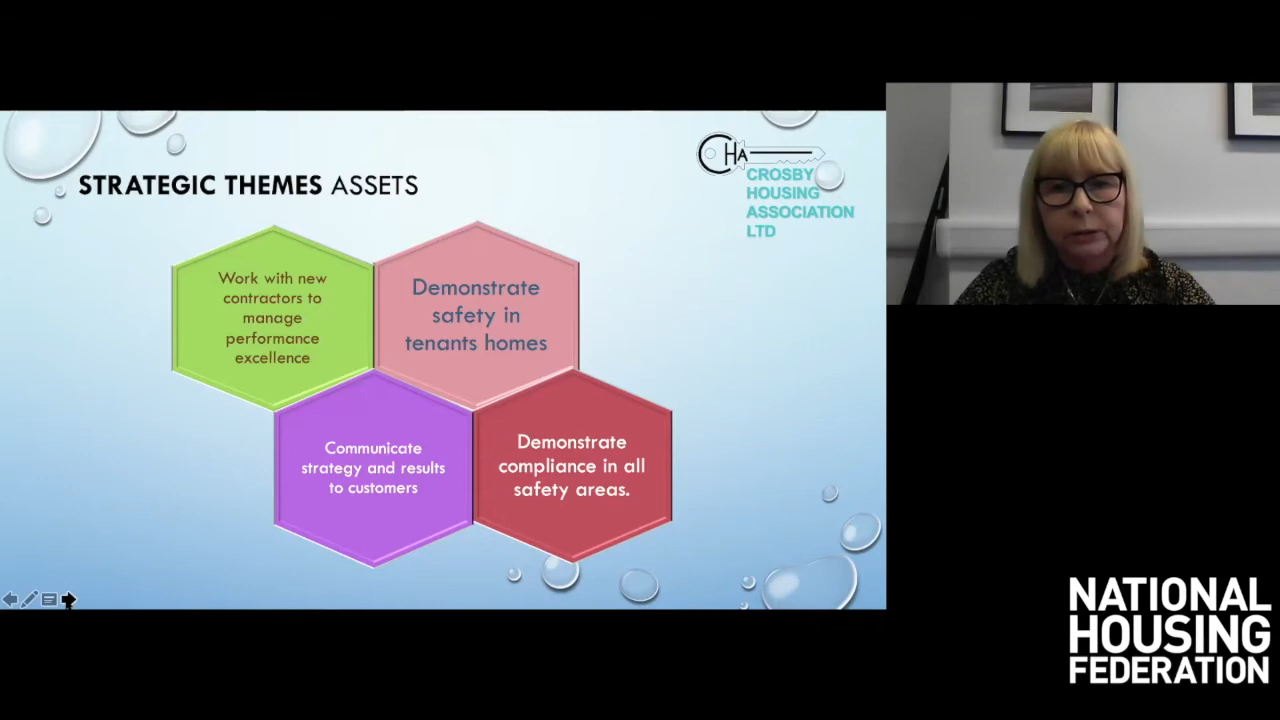 STRATEGIC THEMES ASSETS
CHA
CROSBY
HOUSING
ASSOCIATION
LTD
Work with new
contractors to
manage
performance
excellence
Demonstrate
safety in
tenants homes
Communicate
strategy and results
to customers
Demonstrate
compliance in all
safety areas.
NATIONAL
HOUSING
FEDERATION